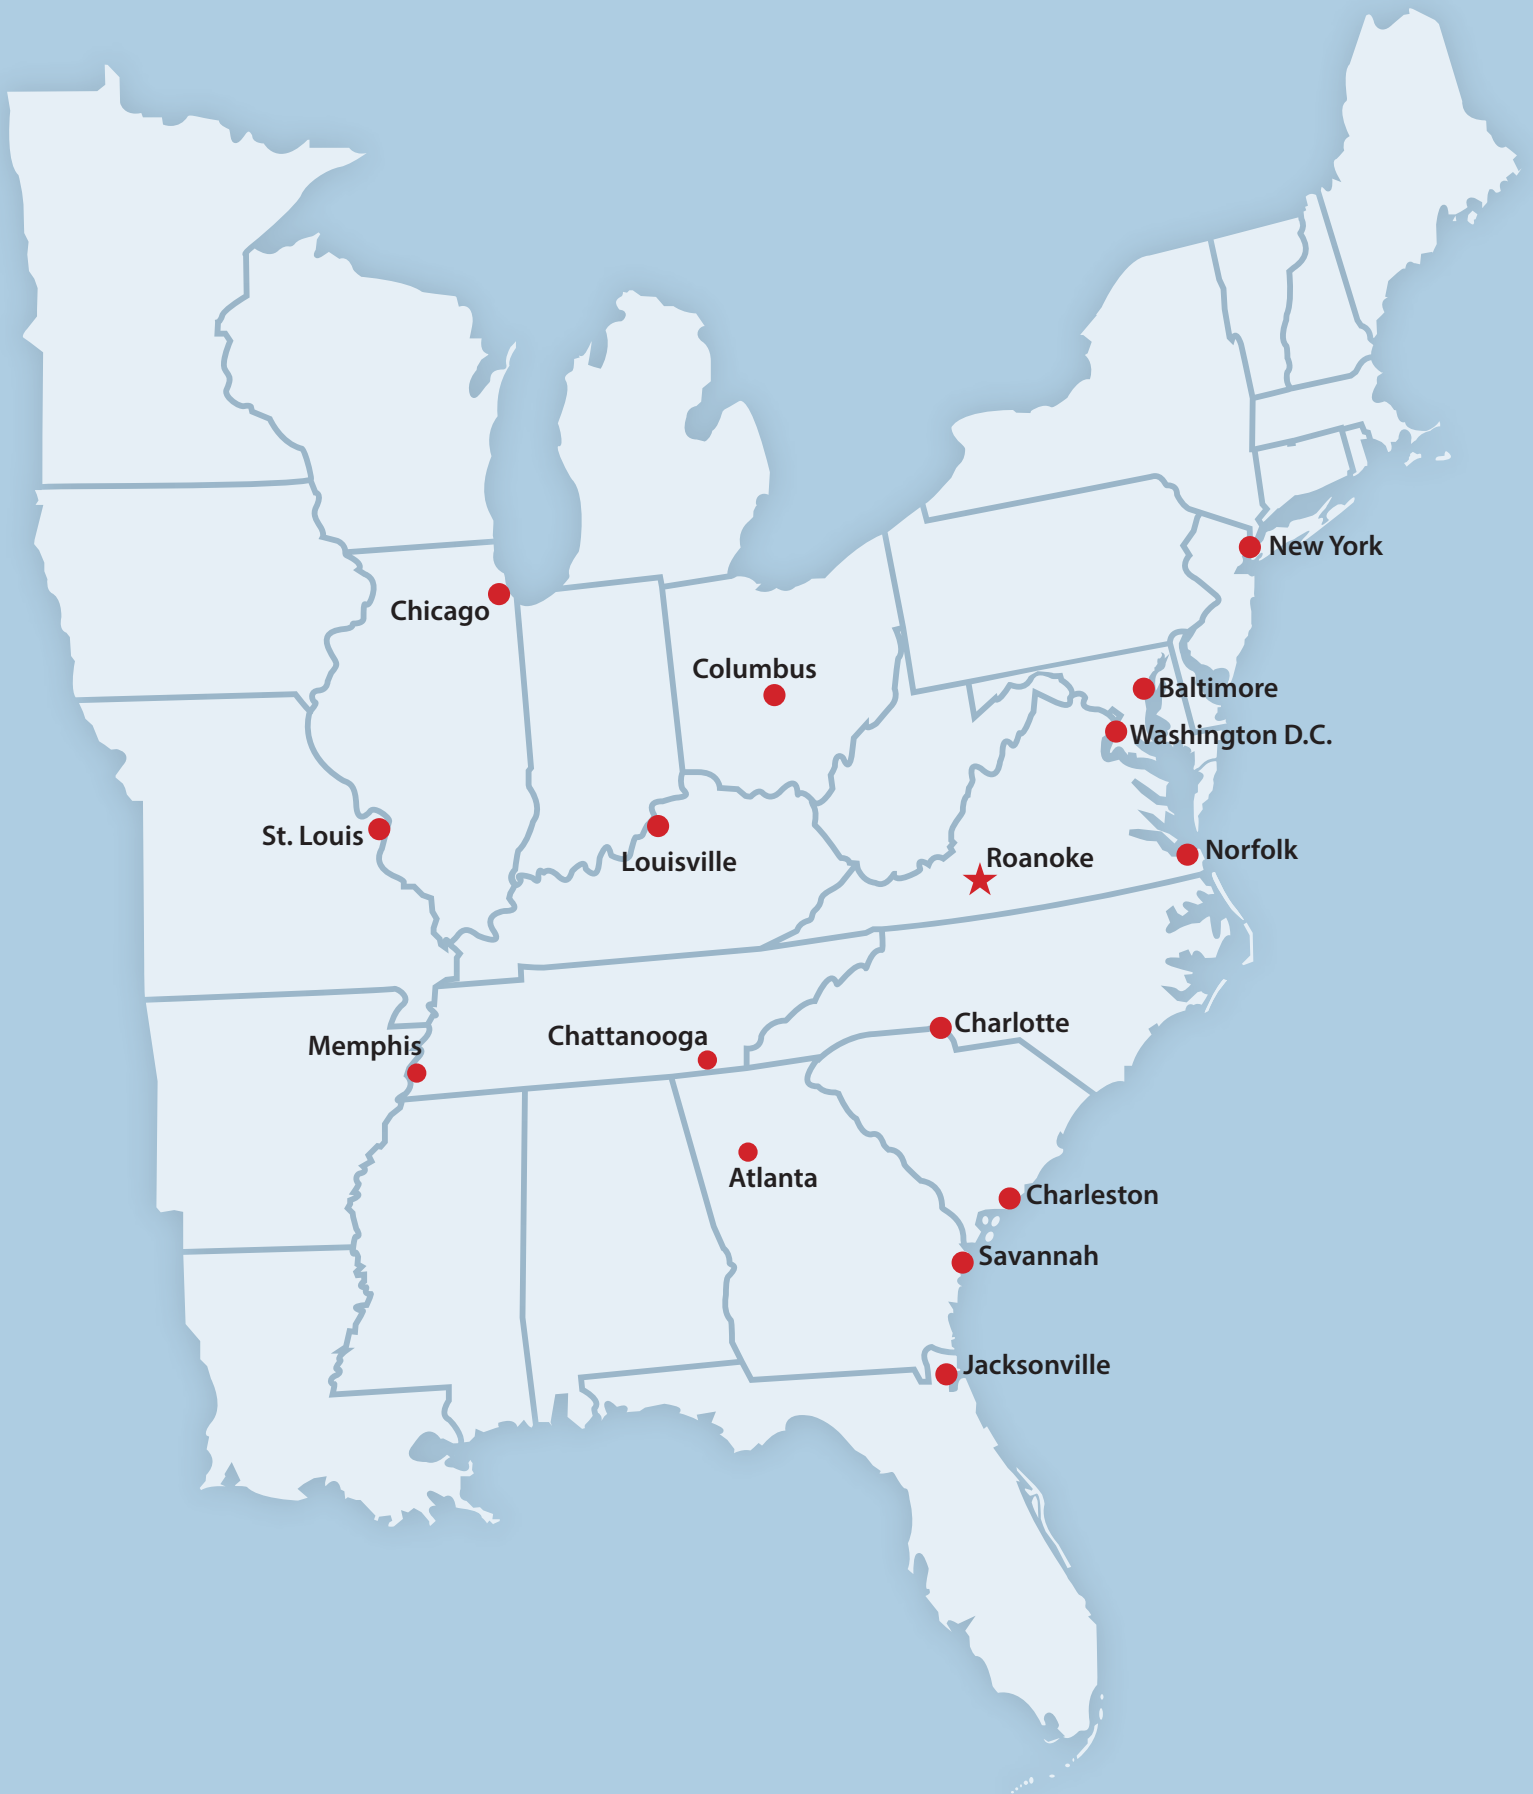 New York
Chicago
Columbus
Baltimore
Washington D.C.
St. Louis
Louisville
Roanoke
Norfolk
Memphis
Chattanooga
Charlotte
Atlanta
Charleston
Savannah
Jacksonville